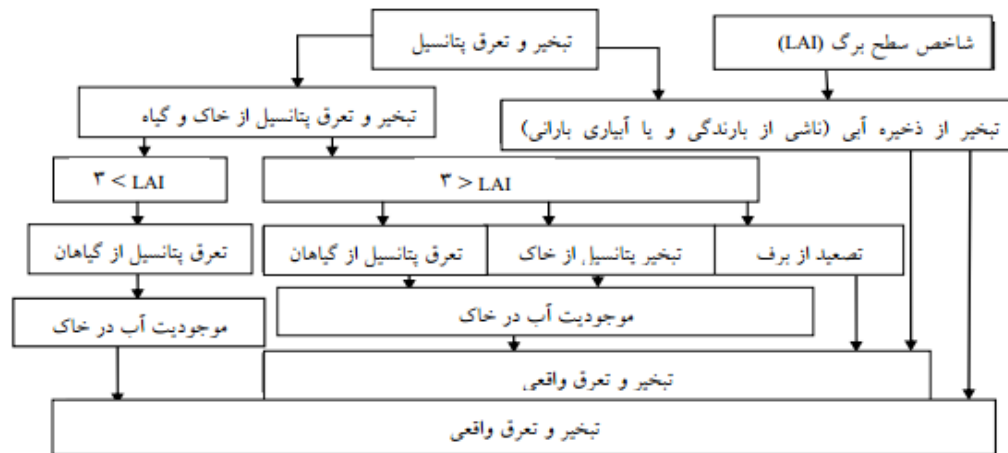 تبخیر و تعرق پتانسیل
شاخص سطح برگ (LAI)
تبخیر و تعرق پتانسیل از خاک و گیاه
تبخیر از ذخیره آبی (ناشی از بارندگی و یا آبیاری بارانی)
۳ < LAI
۳ > LAI
تعرق پتانسیل از گیاهان
تعرق پتانسیل از گیاهان
تبخیر پتانسیل از خاک
تصعید از برف
موجودیت آب در خاک
موجودیت آب در خاک
تبخیر و تعرق واقعی
تبخیر و تعرق واقعی